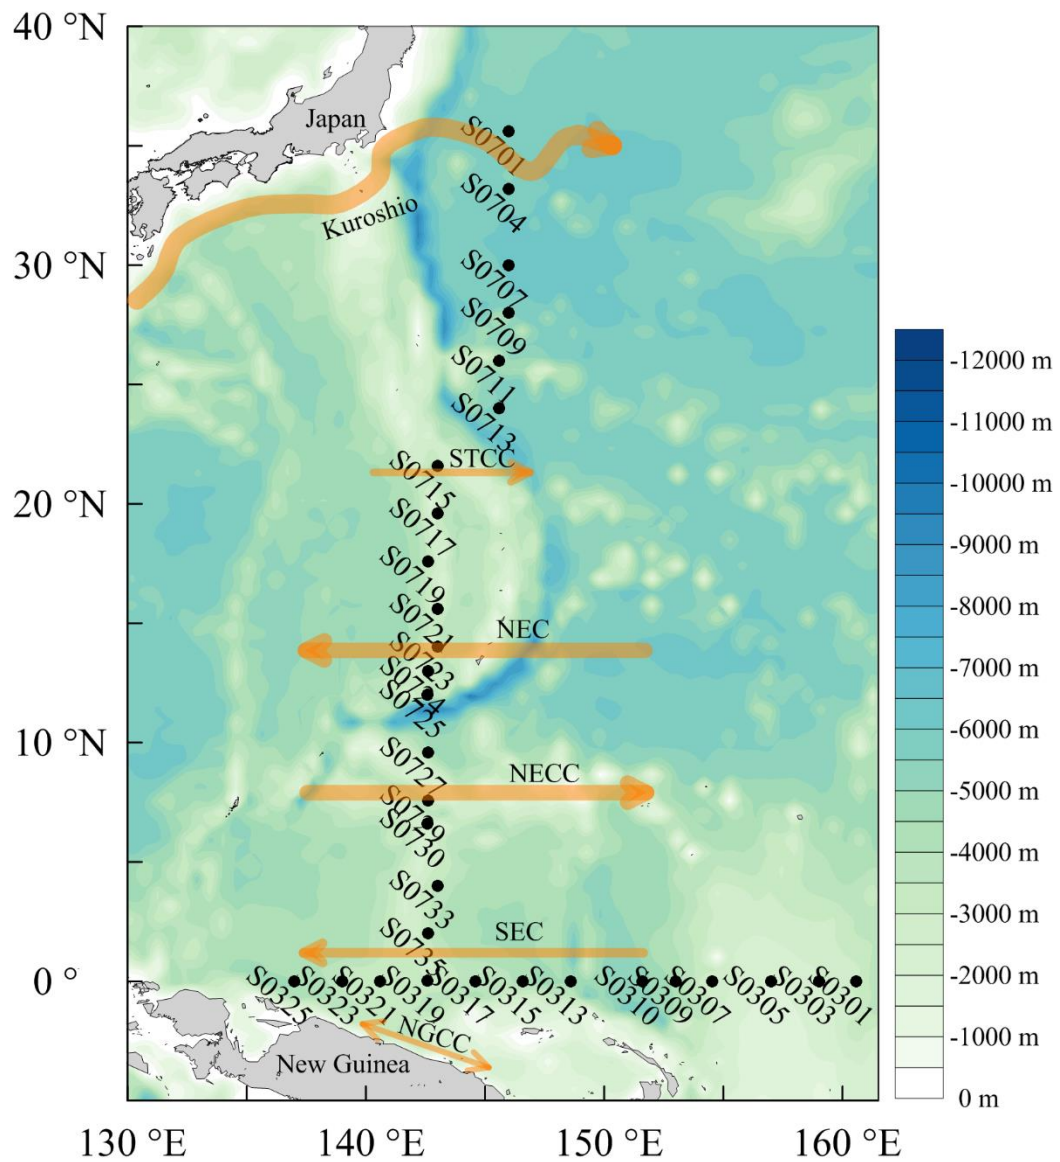 40 °N
Japan
S0701
S0704
Kuroshio
30 °N
S0707
S0709
S0711
S0713
STCC
S0715
20 °N
S0717
S0719
S0721
NEC
S0723
S0724
S0725
10 °N
S0727
NECC
S0729
S0730
S0733
SEC
S0735
0 °
S0325
S0323
S0321
S0319
S0317
S0315
S0313
S0310
S0309
S0307
S0305
S0303
S0301
NGCC
New Guinea
130 °E
140 °E
150 °E
160 °E
-12000 m
-11000 m
-10000 m
-9000 m
-8000 m
-7000 m
-6000 m
-5000 m
-4000 m
-3000 m
-2000 m
-1000 m
0 m